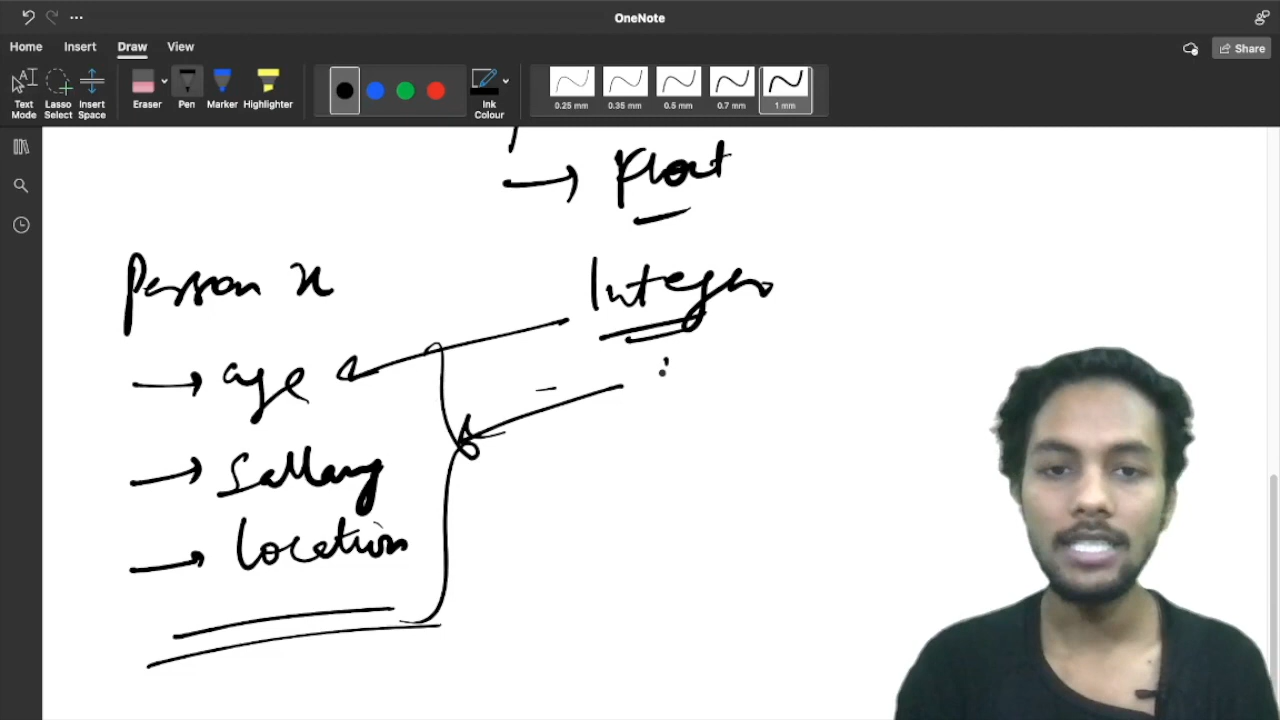 OneNote
Home Insert Draw View
Share
Text Mode
Lasso Select
Insert Space
Eraser
Pen
Marker
Highlighter
Ink Colour
0.25 mm
0.35 mm
0.5 mm
0.7 mm
1 mm
→ Float
Person x
Integer
→ age
→ Sallary
→ Location